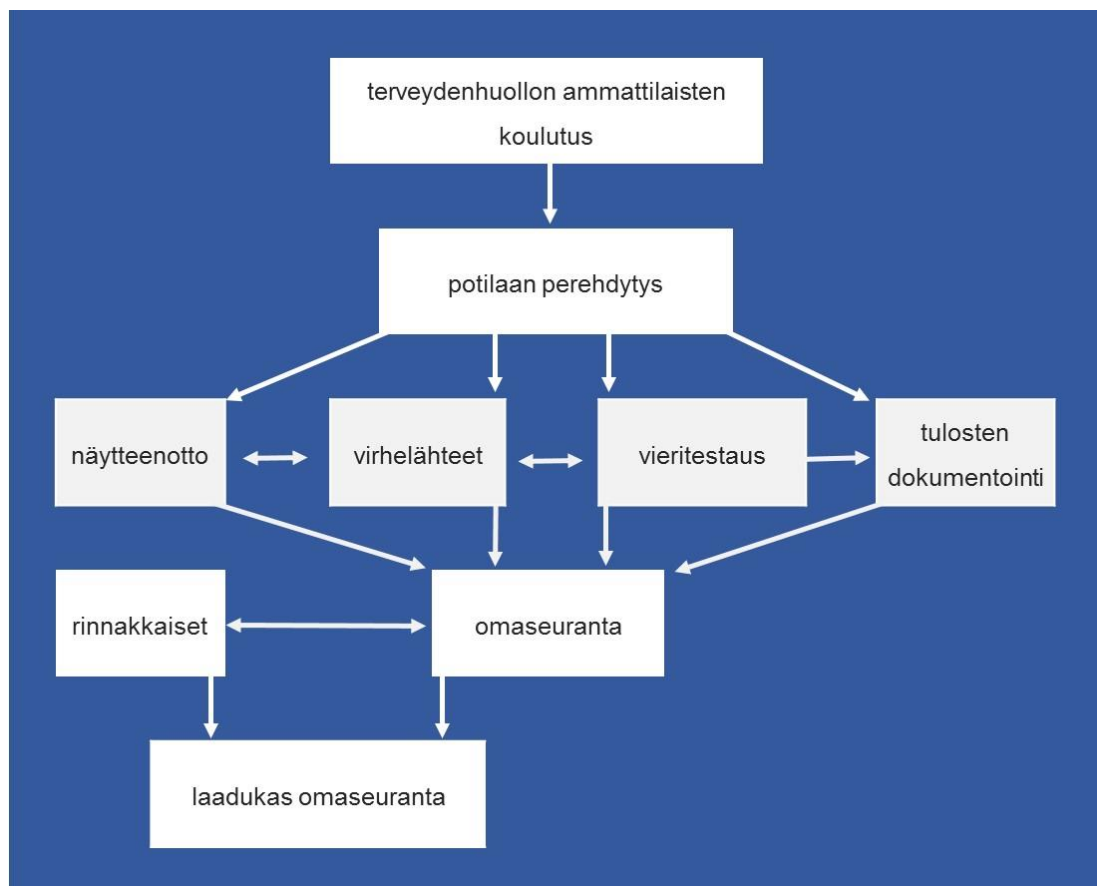 terveydenhuollon ammattilaisten
koulutus
potilaan perehdytys
näytteenotto
virhelähteet
vieritestaus
tulosten
dokumentointi
rinnakkaiset
omaseuranta
laadukas omaseuranta